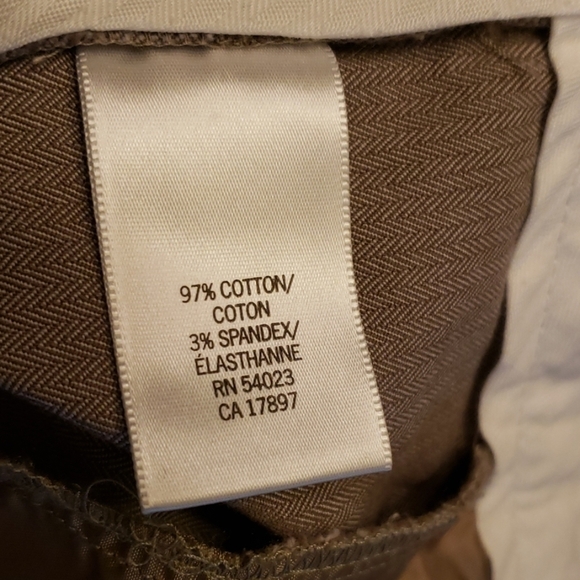 97% COTTON/
COTON
3% SPANDEX/
ÉLASTHANNE
RN 54023
CA 17897